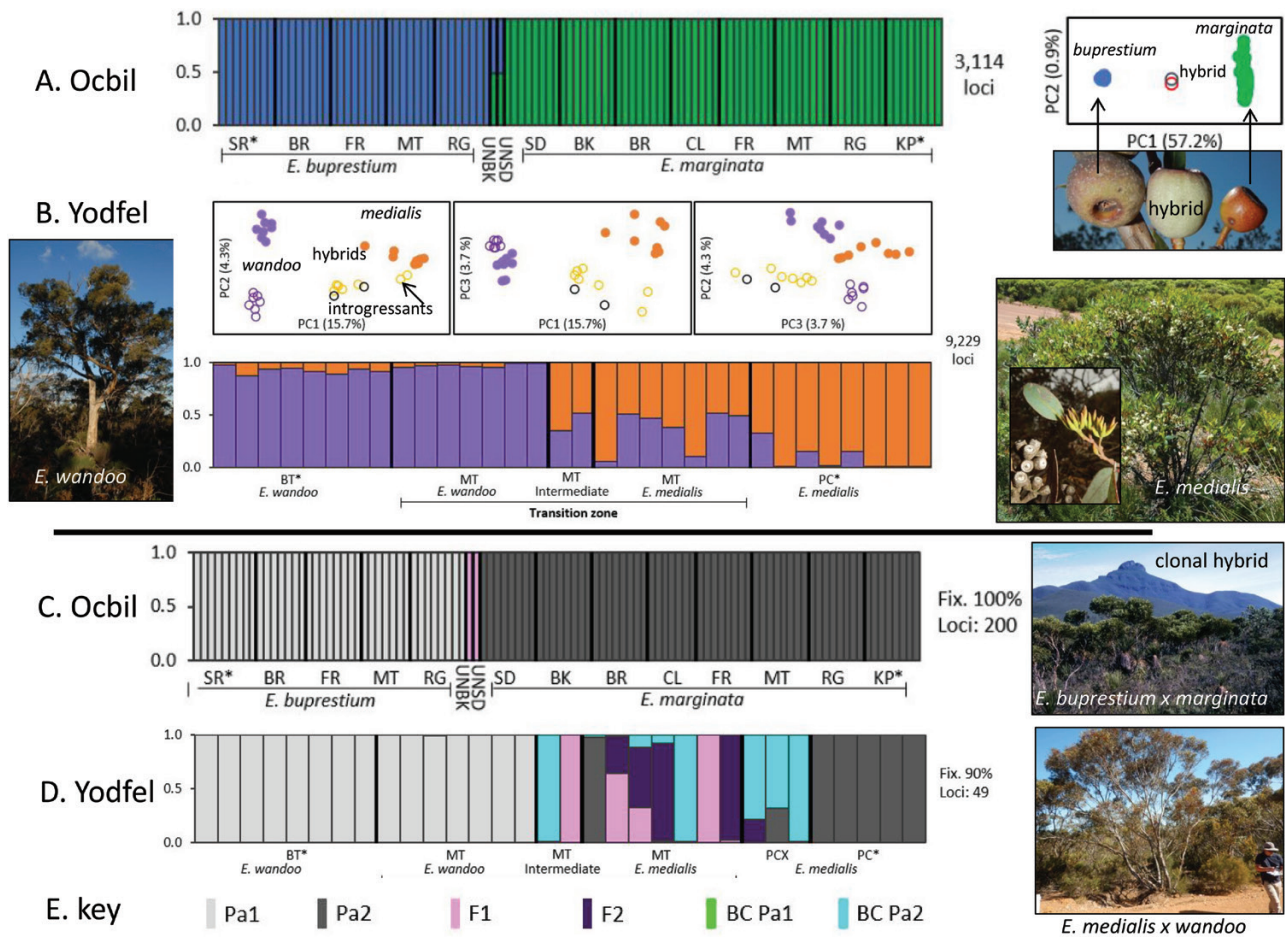 A. Ocbil
1.0
0.5
0.0
SR* BR FR MT RG UNBK UNSD SD BK BR CL FR MT RG KP*
E. buprestium
E. marginata
3,114
loci
marginata
buprestium
hybrid
PC2 (0.9%)
PC1 (57.2%)
hybrid
B. Yodfel
medialis
hybrids
wandoo
introgressants
PC2 (4.3%)
PC1 (15.7%)
PC3 (3.7 %)
PC1 (15.7%)
PC2 (4.3 %)
PC3 (3.7 %)
9,229
loci
1.0
0.5
0.0
BT* MT MT MT PC*
E. wandoo E. wandoo Intermediate E. medialis E. medialis
Transition zone
E. wandoo
E. medialis
C. Ocbil
1.0
0.5
0.0
SR* BR FR MT RG UNBK UNSD SD BK BR CL FR MT RG KP*
E. buprestium
E. marginata
Fix. 100%
Loci: 200
clonal hybrid
E. buprestium x marginata
D. Yodfel
1.0
0.5
0.0
BT* MT MT MT PCX PC*
E. wandoo E. wandoo Intermediate E. medialis E. medialis
Fix. 90%
Loci: 49
E. key
Pa1 Pa2 F1 F2 BC Pa1 BC Pa2
E. medialis x wandoo